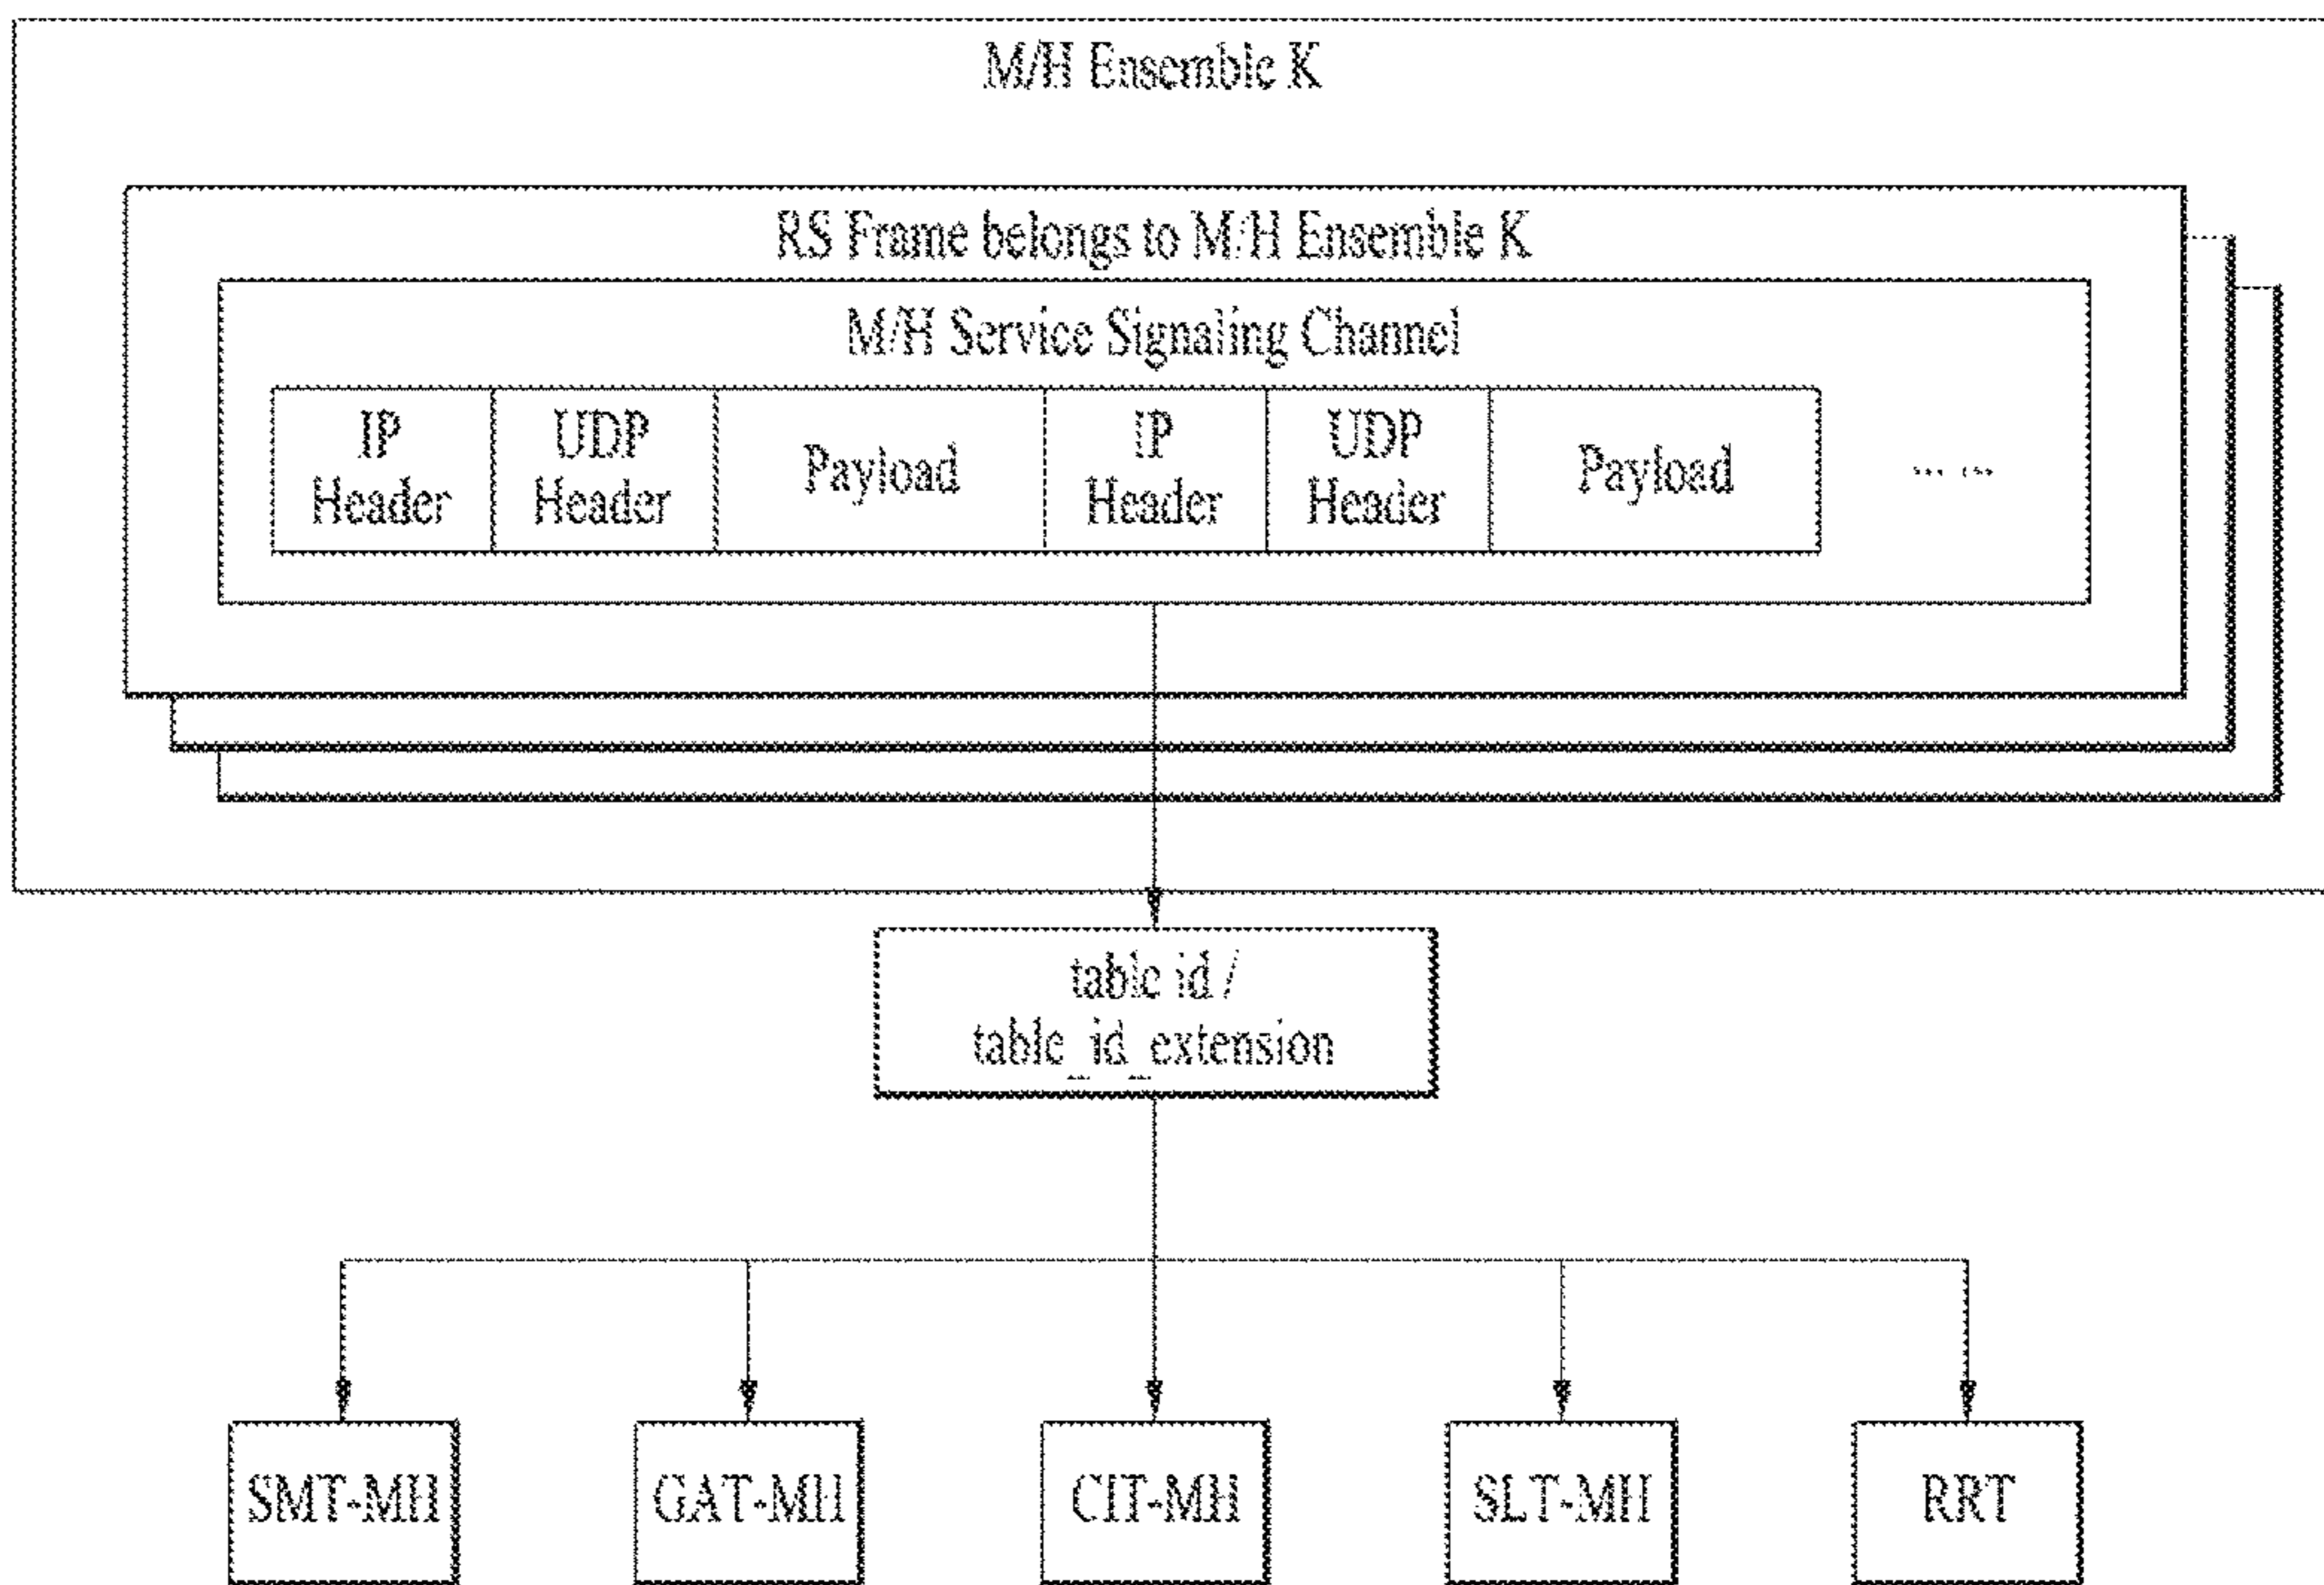 M/H Ensemble K
RS Frame belongs to M/H Ensemble K
M/H Service Signaling Channel
IP Header
UDP Header
Payload
IP Header
UDP Header
Payload
... ...
table id /
table_id_extension
SMT-MH
GAT-MH
CIT-MH
SLT-MH
RRT